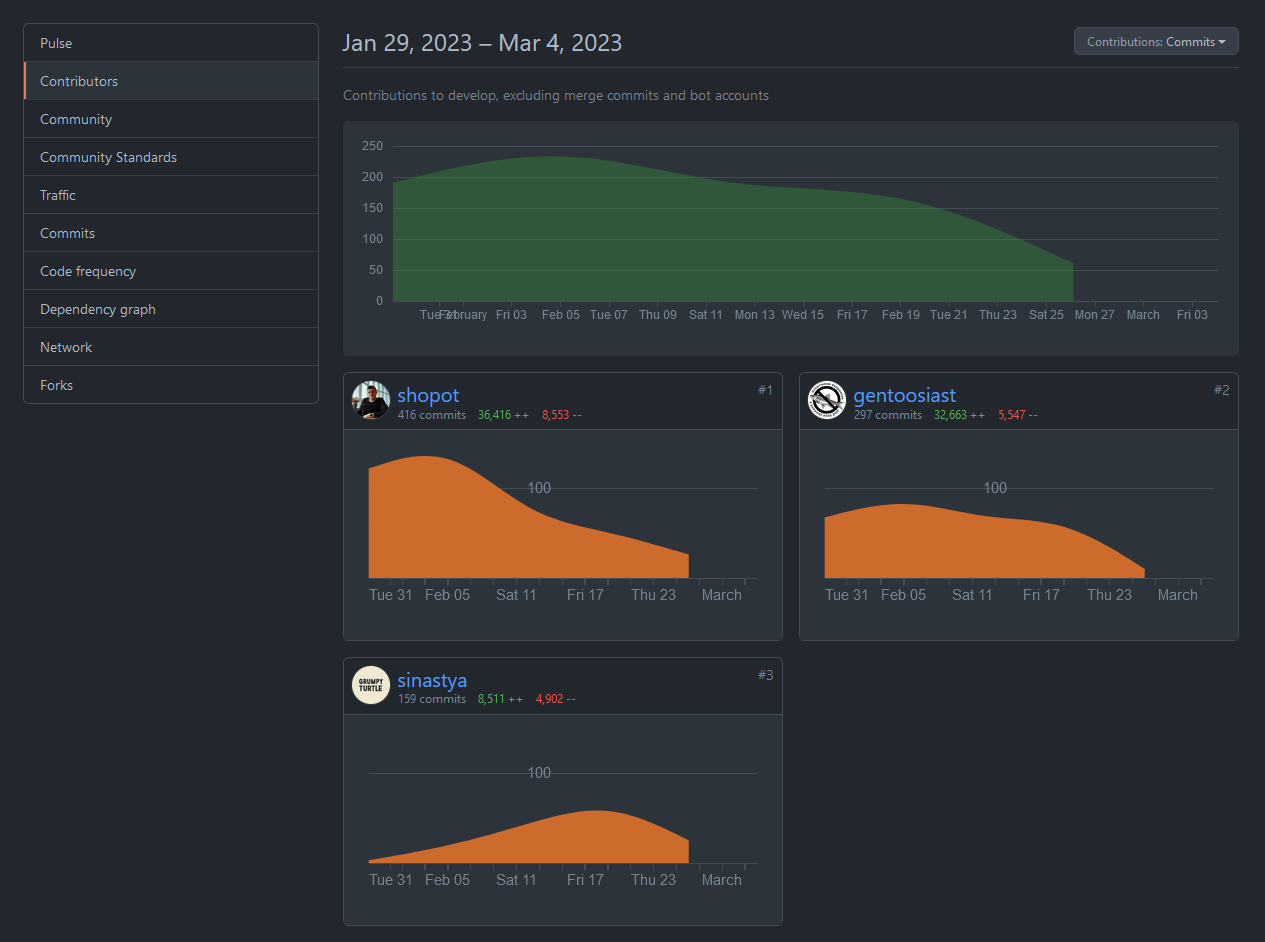 Pulse
Contributors
Community
Community Standards
Traffic
Commits
Code frequency
Dependency graph
Network
Forks
Jan 29, 2023 – Mar 4, 2023
Contributions: Commits
Contributions to develop, excluding merge commits and bot accounts
250
200
150
100
50
0
Tue 31 February Fri 03 Feb 05 Tue 07 Thu 09 Sat 11 Mon 13 Wed 15 Fri 17 Feb 19 Tue 21 Thu 23 Sat 25 Mon 27 March Fri 03
shopot #1
416 commits 36,416 ++ 8,553 --
100
Tue 31 Feb 05 Sat 11 Fri 17 Thu 23 March
gentoosiast #2
297 commits 32,663 ++ 5,547 --
100
Tue 31 Feb 05 Sat 11 Fri 17 Thu 23 March
GRUMPY
TURTLE
sinastya #3
159 commits 8,511 ++ 4,902 --
100
Tue 31 Feb 05 Sat 11 Fri 17 Thu 23 March